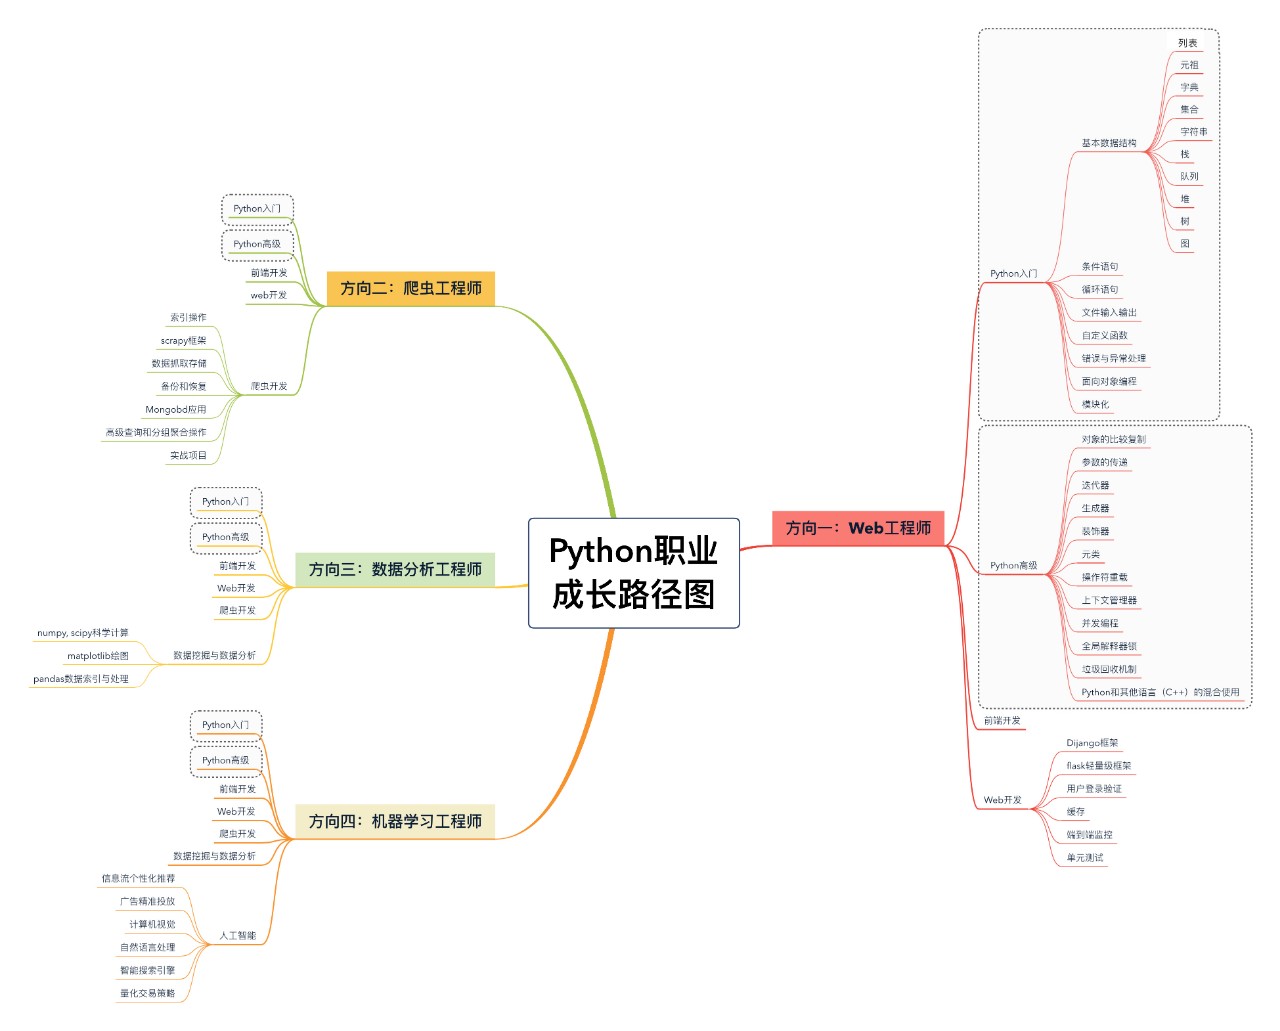 Python职业
成长路径图
方向一：Web工程师
Python入门
基本数据结构
列表
元祖
字典
集合
字符串
栈
队列
堆
树
图
条件语句
循环语句
文件输入输出
自定义函数
错误与异常处理
面向对象编程
模块化
Python高级
对象的比较复制
参数的传递
迭代器
生成器
装饰器
元类
操作符重载
上下文管理器
并发编程
全局解释器锁
垃圾回收机制
Python和其他语言（C++）的混合使用
前端开发
Web开发
Dijango框架
flask轻量级框架
用户登录验证
缓存
端到端监控
单元测试
方向二：爬虫工程师
Python入门
Python高级
前端开发
web开发
爬虫开发
索引操作
scrapy框架
数据抓取存储
备份和恢复
Mongobd应用
高级查询和分组聚合操作
实战项目
方向三：数据分析工程师
Python入门
Python高级
前端开发
Web开发
爬虫开发
数据挖掘与数据分析
numpy, scipy科学计算
matplotlib绘图
pandas数据索引与处理
方向四：机器学习工程师
Python入门
Python高级
前端开发
Web开发
爬虫开发
数据挖掘与数据分析
人工智能
信息流个性化推荐
广告精准投放
计算机视觉
自然语言处理
智能搜索引擎
量化交易策略